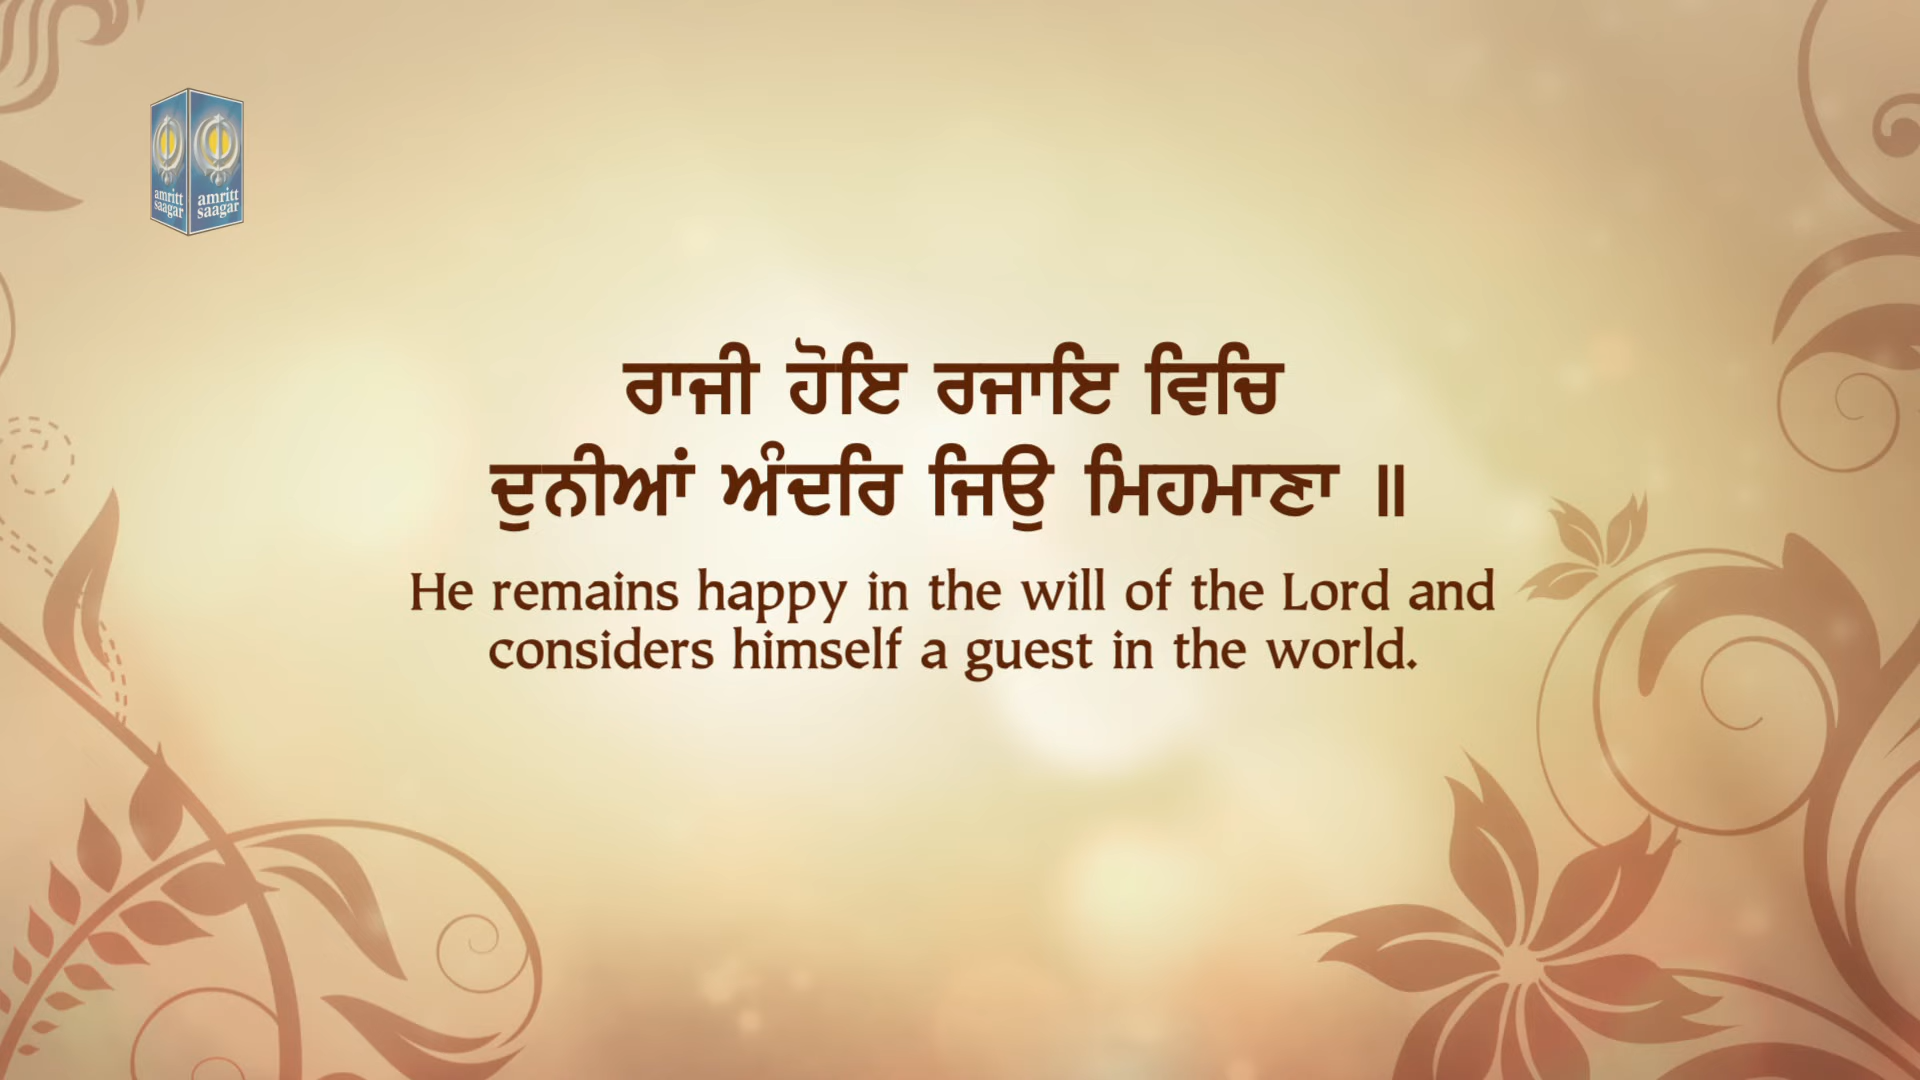 amritt
saagar
amritt
saagar
ਰਾਜੀ ਹੋਇ ਰਜਾਇ ਵਿਚਿ
ਦੁਨੀਆਂ ਅੰਦਰਿ ਜਿਉ ਮਿਹਮਾਣਾ ॥
He remains happy in the will of the Lord and
considers himself a guest in the world.